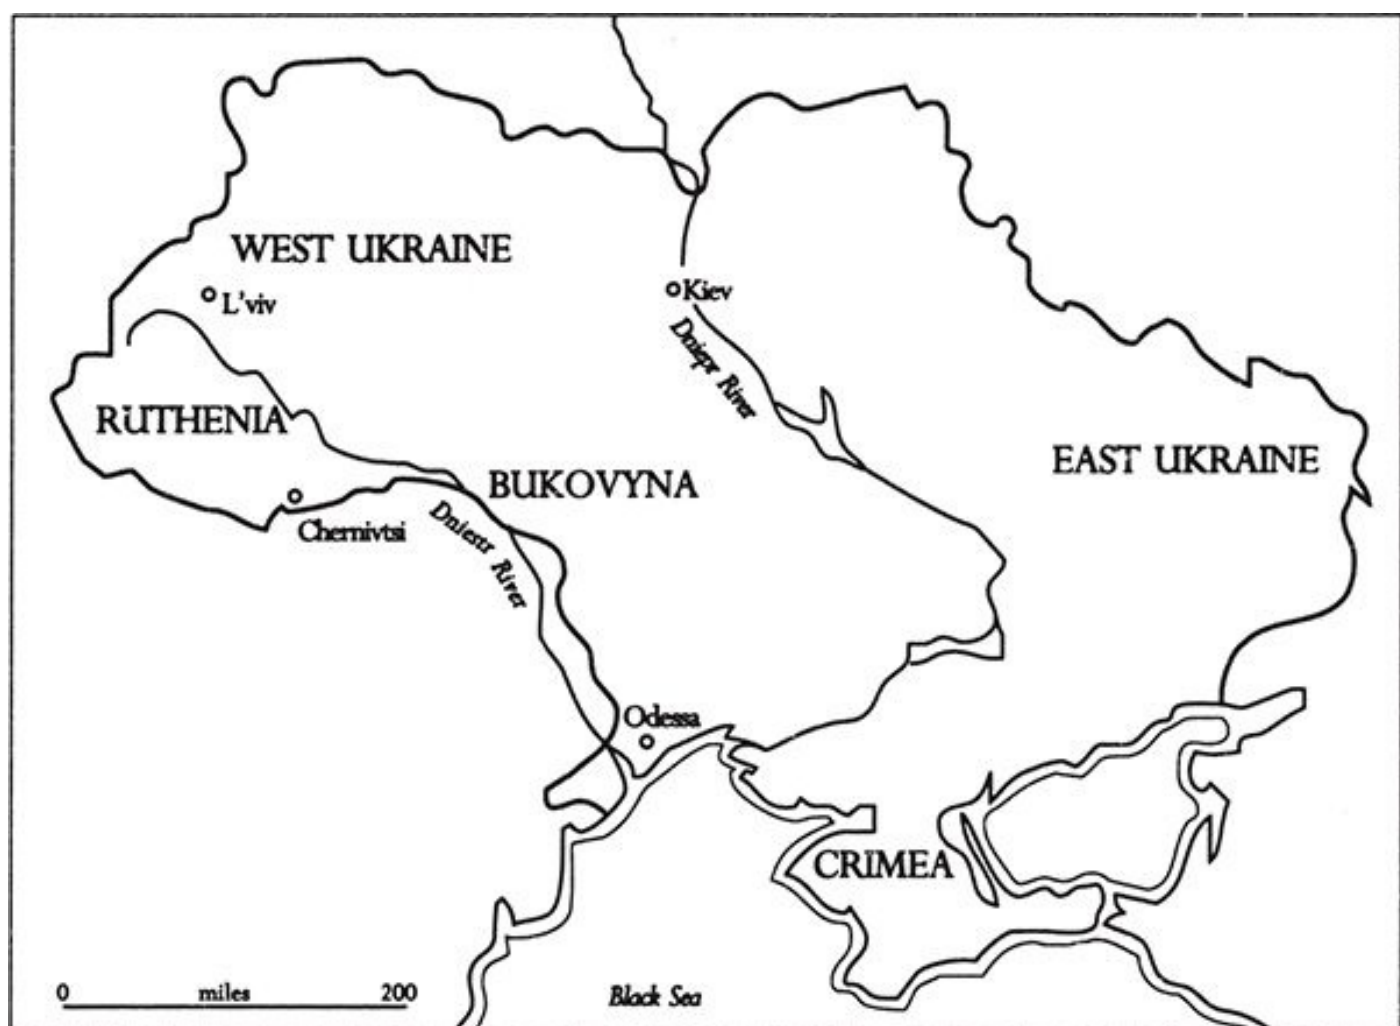 WEST UKRAINE
L'viv
Kiev
Dniepr River
RUTHENIA
EAST UKRAINE
BUKOVYNA
Chernivtsi
Dniestr River
Odessa
CRIMEA
0 miles 200
Black Sea